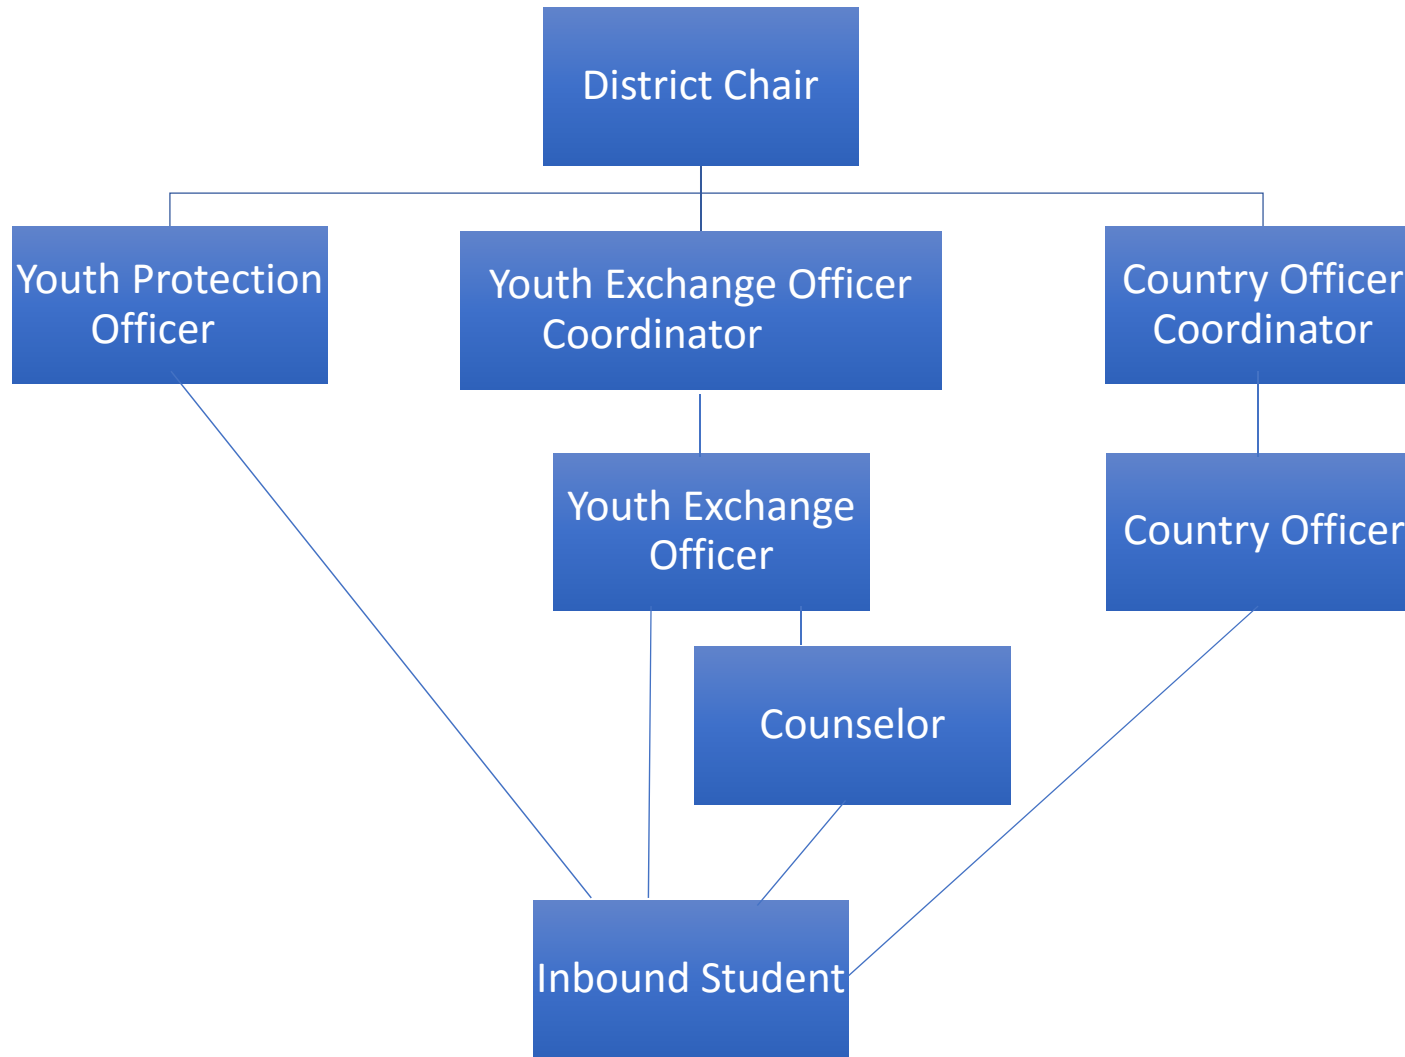 District Chair
Youth Protection
Officer
Youth Exchange Officer
Coordinator
Country Officer
Coordinator
Youth Exchange
Officer
Country Officer
Counselor
Inbound Student